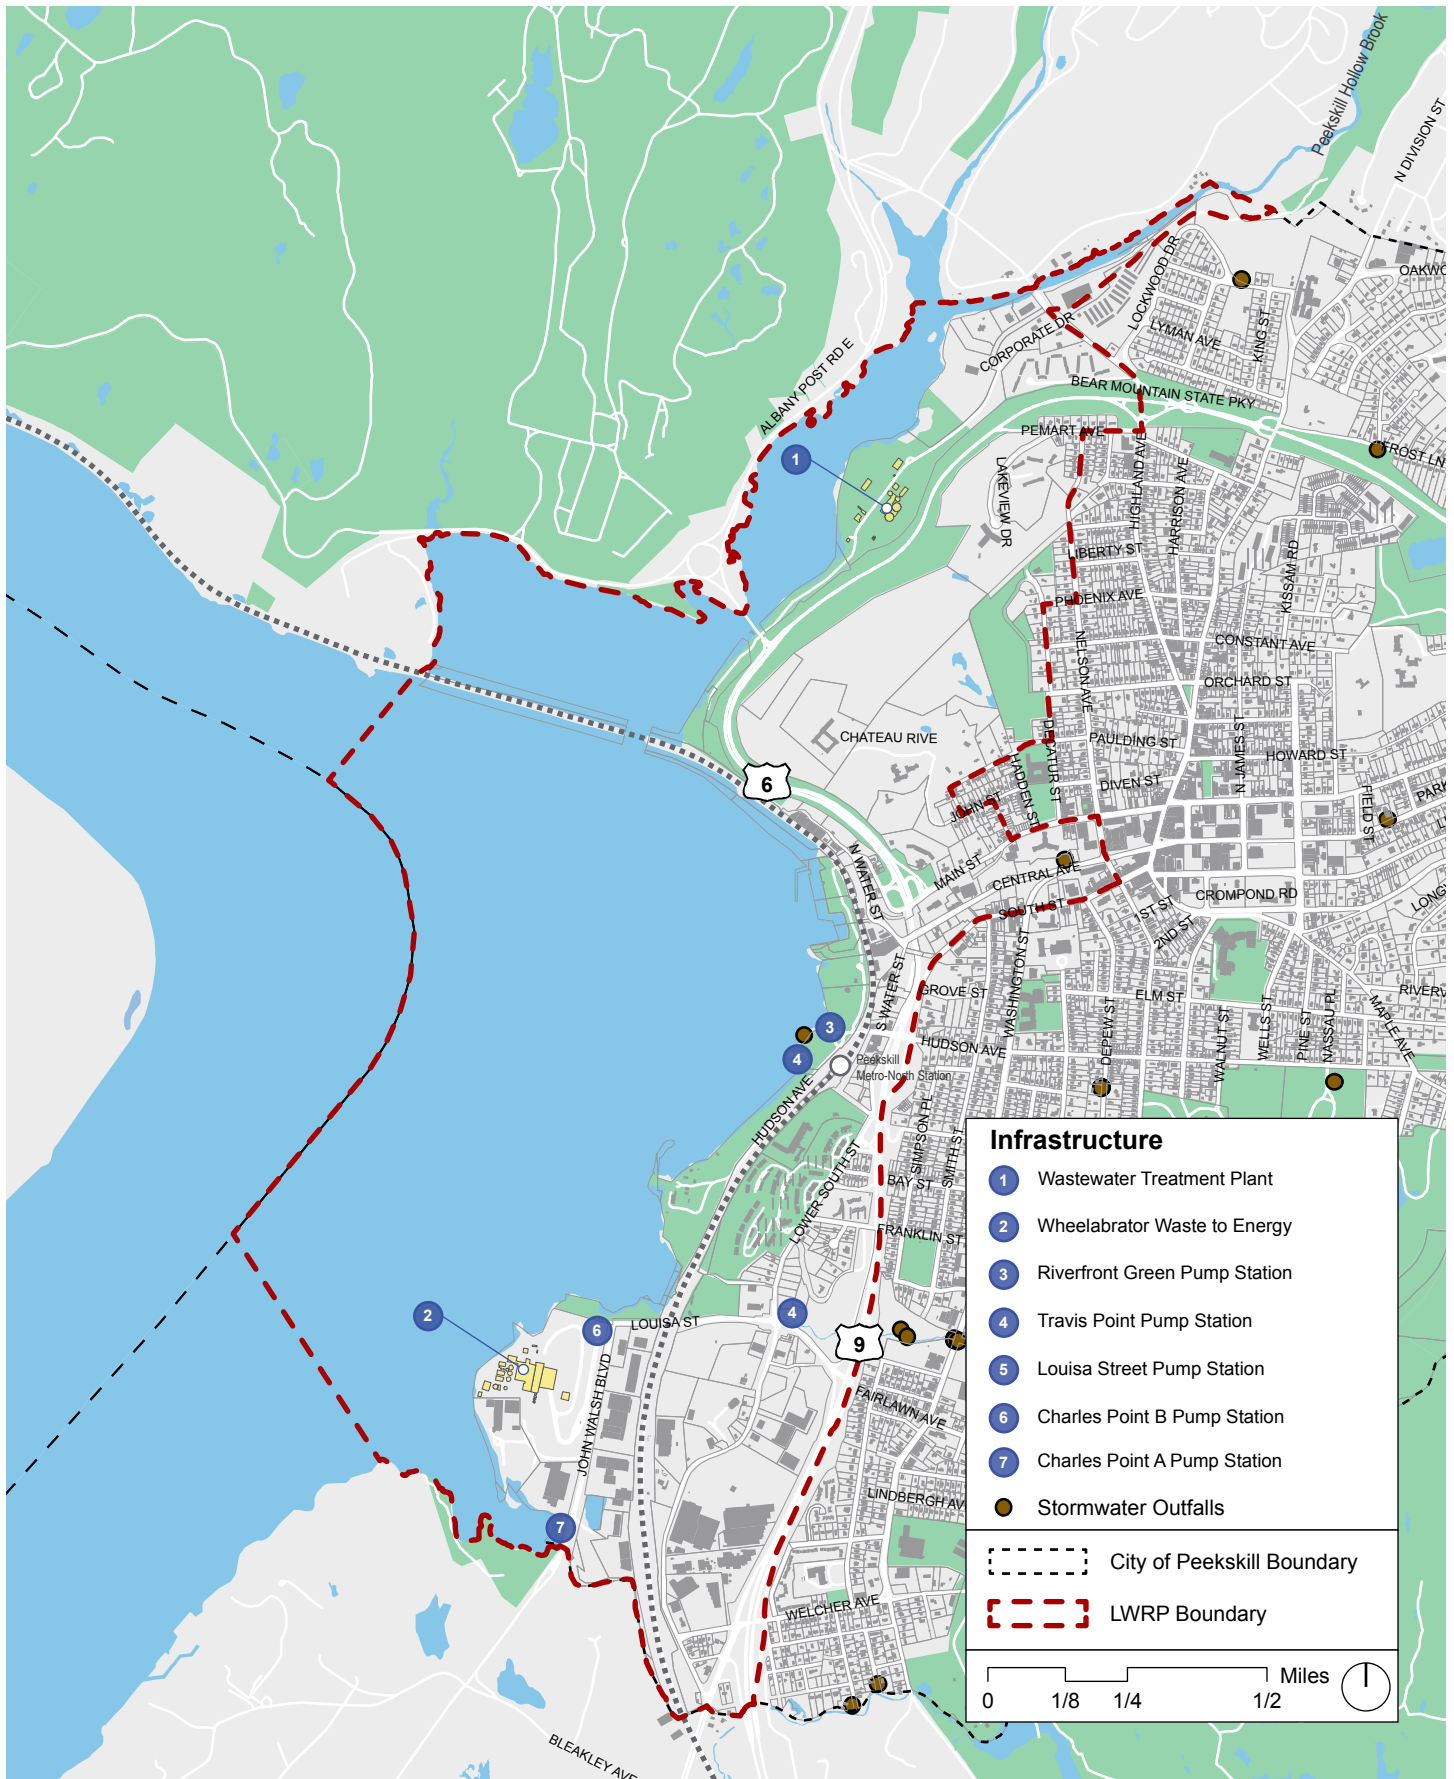 Peekskill Hollow Brook
N DIVISION ST
OAKWO
LOCKWOOD DR
LYMAN AVE
KING ST
CORPORATE DR
ALBANY POST RD E
BEAR MOUNTAIN STATE PKY
PEMART AVE
FROST LN
1
LAKEVIEW DR
HIGHLAND AVE
HARRISON AVE
LIBERTY ST
KISSAM RD
PHOENIX AVE
NELSON AVE
CONSTANT AVE
ORCHARD ST
CHATEAU RIVE
DECATUR ST
PAULDING ST
N JAMES ST
HOWARD ST
6
HADDEN ST
DIVEN ST
JOHN ST
FIELD ST
PARK
N WATER ST
MAIN ST
CENTRAL AVE
CROMPOND RD
LONG
SOUTH ST
1ST ST
2ND ST
WASHINGTON ST
S WATER ST
GROVE ST
ELM ST
RIVERV
3
4
HUDSON AVE
DEPEW ST
WALNUT ST
WELLS ST
PINE ST
NASSAU PL
MAPLE AVE
Peekskill
Metro-North Station
HUDSON AVE
SIMPSON PL
SMITH ST
LOWER SOUTH ST
BAY ST
FRANKLIN ST
2
6
LOUISA ST
4
9
JOHN WALSH BLVD
FAIRLAWN AVE
LINDBERGH AV
7
WELCHER AVE
BLEAKLEY AVE
Infrastructure
1 Wastewater Treatment Plant
2 Wheelabrator Waste to Energy
3 Riverfront Green Pump Station
4 Travis Point Pump Station
5 Louisa Street Pump Station
6 Charles Point B Pump Station
7 Charles Point A Pump Station
Stormwater Outfalls
City of Peekskill Boundary
LWRP Boundary
Miles
0 1/8 1/4 1/2